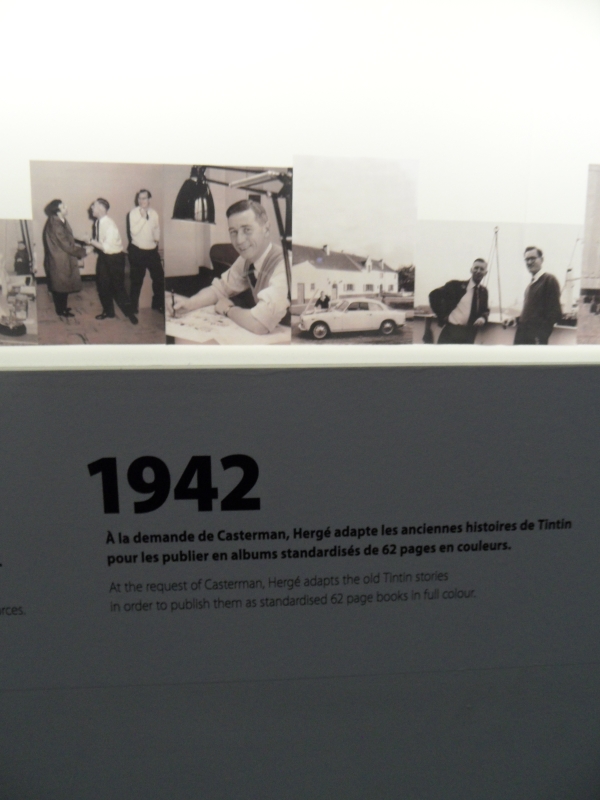 1942
À la demande de Casterman, Hergé adapte les anciennes histoires de Tintin
pour les publier en albums standardisés de 62 pages en couleurs.
At the request of Casterman, Hergé adapts the old Tintin stories
in order to publish them as standardised 62 page books in full colour.